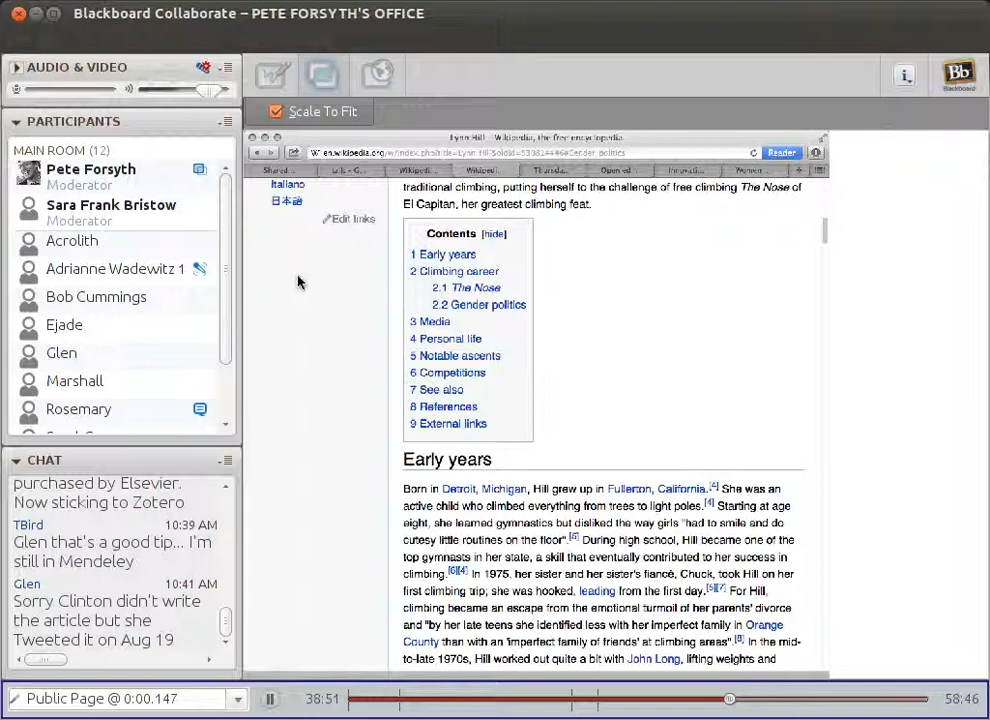 Blackboard Collaborate – PETE FORSYTH'S OFFICE
AUDIO & VIDEO
PARTICIPANTS
MAIN ROOM (12)
Pete Forsyth
Moderator
Sara Frank Bristow
Moderator
Acrolith
Adrianne Wadewitz 1
Bob Cummings
Ejade
Glen
Marshall
Rosemary
CHAT
purchased by Elsevier.
Now sticking to Zotero
TBird 10:39 AM
Glen that's a good tip... I'm
still in Mendeley
Glen 10:41 AM
Sorry Clinton didn't write
the article but she
Tweeted it on Aug 19
i
Bb
Blackboard
Scale To Fit
Lynn Hill - Wikipedia, the free encyclopedia
Reader
Shared...
Talk - G...
Wikipedi...
Wikipedi...
Thursda...
Open ed...
Innovati...
Women ...
Italiano
日本語
Edit links
traditional climbing, putting herself to the challenge of free climbing The Nose of
El Capitan, her greatest climbing feat.
Contents [hide]
1 Early years
2 Climbing career
2.1 The Nose
2.2 Gender politics
3 Media
4 Personal life
5 Notable ascents
6 Competitions
7 See also
8 References
9 External links
Early years
Born in Detroit, Michigan, Hill grew up in Fullerton, California.[4] She was an
active child who climbed everything from trees to light poles.[4] Starting at age
eight, she learned gymnastics but disliked the way girls "had to smile and do
cutesy little routines on the floor".[5] During high school, Hill became one of the
top gymnasts in her state, a skill that eventually contributed to her success in
climbing.[6][4] In 1975, her sister and her sister's fiancé, Chuck, took Hill on her
first climbing trip; she was hooked, leading from the first day.[5][7] For Hill,
climbing became an escape from the emotional turmoil of her parents' divorce
and "by her late teens she identified less with her imperfect family in Orange
County than with an 'imperfect family of friends' at climbing areas".[8] In the mid-
to-late 1970s, Hill worked out quite a bit with John Long, lifting weights and
Public Page @ 0:00.147
38:51
58:46